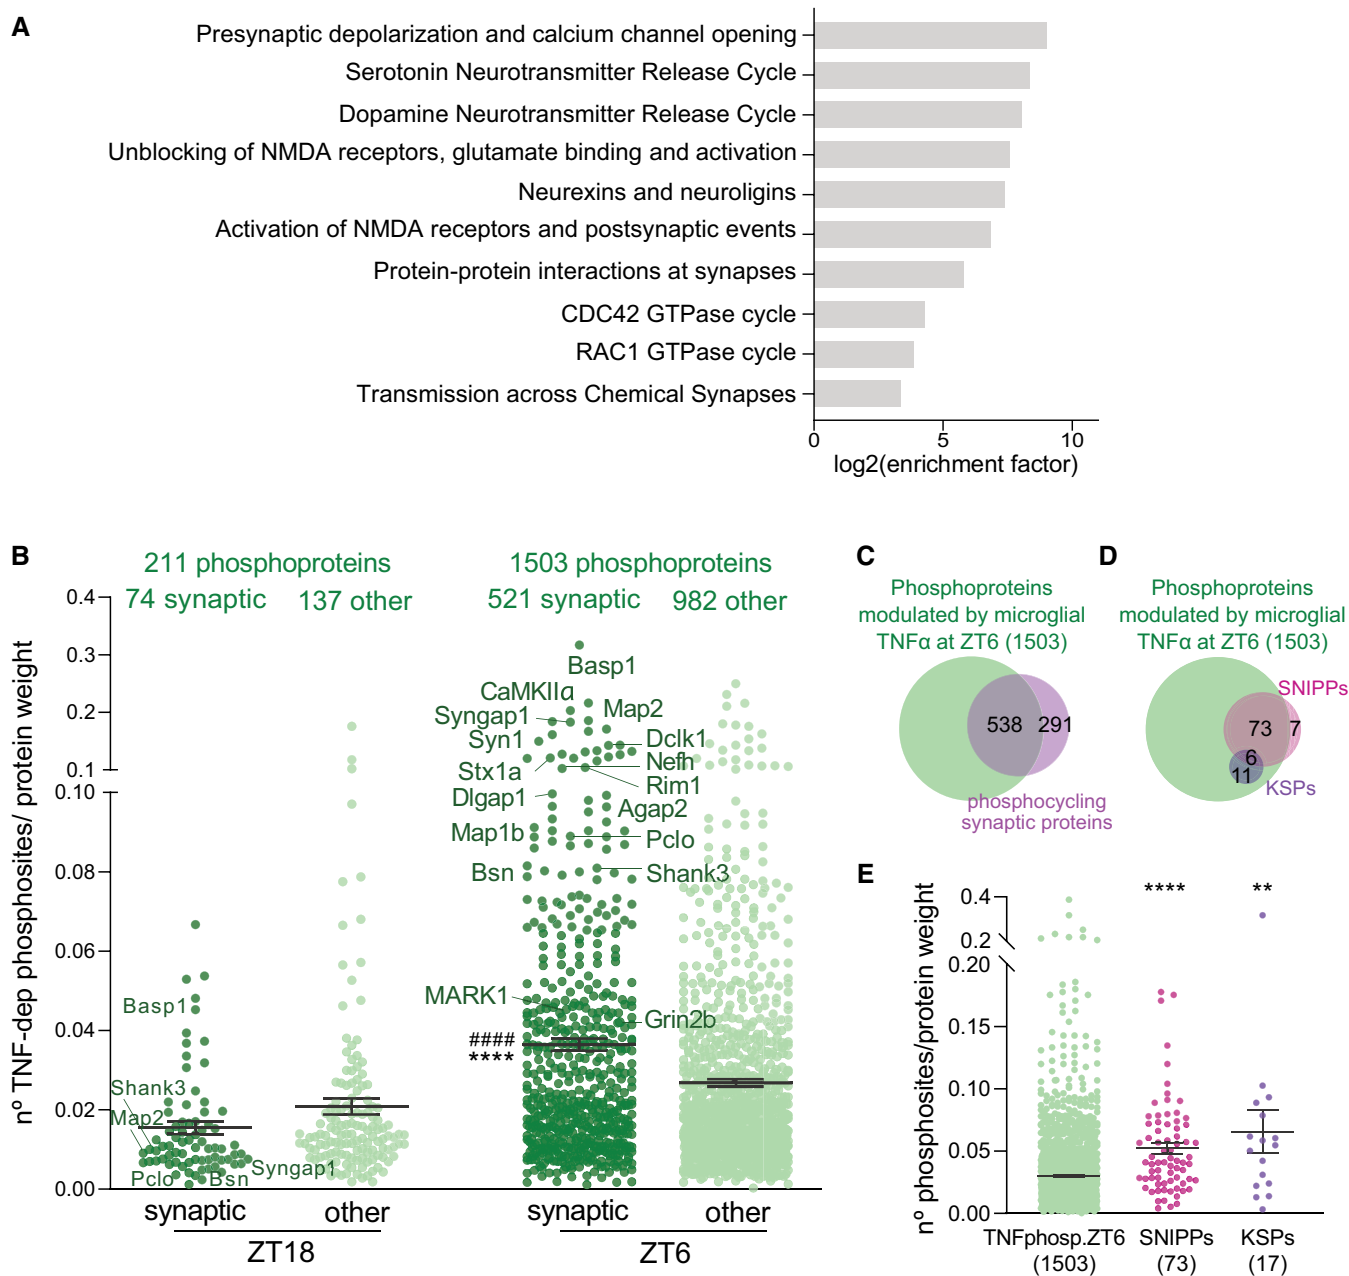 A
Presynaptic depolarization and calcium channel opening
Serotonin Neurotransmitter Release Cycle
Dopamine Neurotransmitter Release Cycle
Unblocking of NMDA receptors, glutamate binding and activation
Neurexins and neuroligins
Activation of NMDA receptors and postsynaptic events
Protein-protein interactions at synapses
CDC42 GTPase cycle
RAC1 GTPase cycle
Transmission across Chemical Synapses
0 5 10
log2(enrichment factor)
B
211 phosphoproteins
74 synaptic 137 other
1503 phosphoproteins
521 synaptic 982 other
nº TNF-dep phosphosites/ protein weight
0.4
0.3
0.2
0.1
0.10
0.08
0.06
0.04
0.02
0.00
Basp1
Shank3
Map2
Pclo
Bsn
Syngap1
Basp1
CaMKIIα
Map2
Syngap1
Syn1
Dclk1
Nefh
Stx1a
Rim1
Dlgap1
Agap2
Map1b
Pclo
Bsn
Shank3
MARK1
Grin2b
####
****
synaptic other
ZT18
synaptic other
ZT6
C
Phosphoproteins
modulated by microglial
TNFα at ZT6 (1503)
538 291
phosphocycling
synaptic proteins
D
Phosphoproteins
modulated by microglial
TNFα at ZT6 (1503)
SNIPPs
73 7
6
11
KSPs
E
nº phosphosites/protein weight
0.4
0.2
0.20
0.15
0.10
0.05
0.00
**** **
TNFphosp.ZT6 SNIPPs KSPs
(1503) (73) (17)